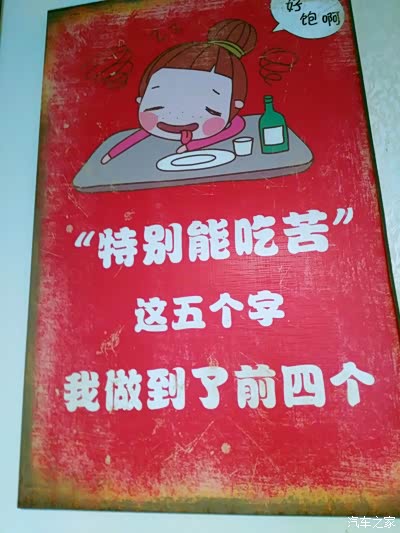 好
饱啊
“特别能吃苦”
这五个字
我做到了前四个
汽车之家